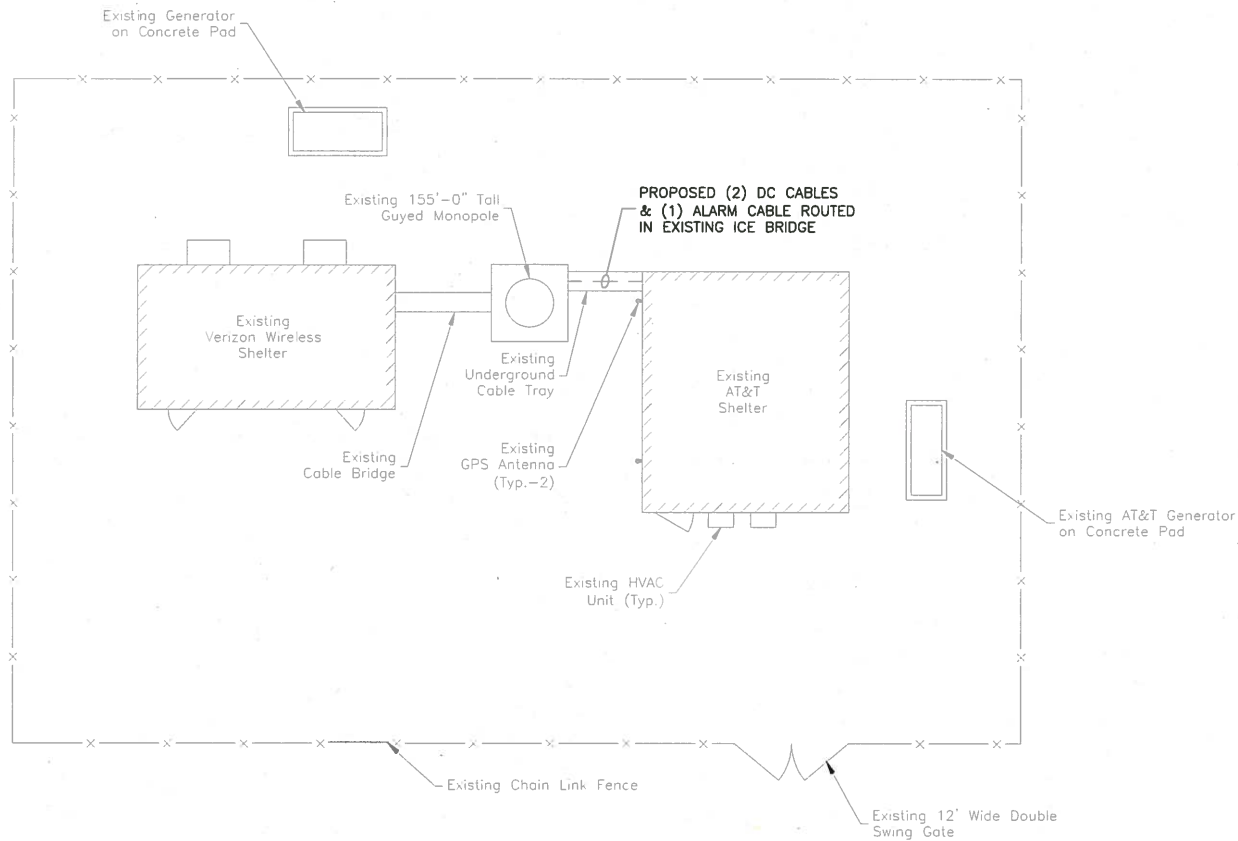 Existing Generator
on Concrete Pad
Existing 155'-0" Tall
Guyed Monopole
PROPOSED (2) DC CABLES
& (1) ALARM CABLE ROUTED
IN EXISTING ICE BRIDGE
Existing
Verizon Wireless
Shelter
Existing
Underground
Cable Tray
Existing
AT&T
Shelter
Existing
Cable Bridge
Existing
GPS Antenna
(Typ.-2)
Existing AT&T Generator
on Concrete Pad
Existing HVAC
Unit (Typ.)
Existing Chain Link Fence
Existing 12' Wide Double
Swing Gate